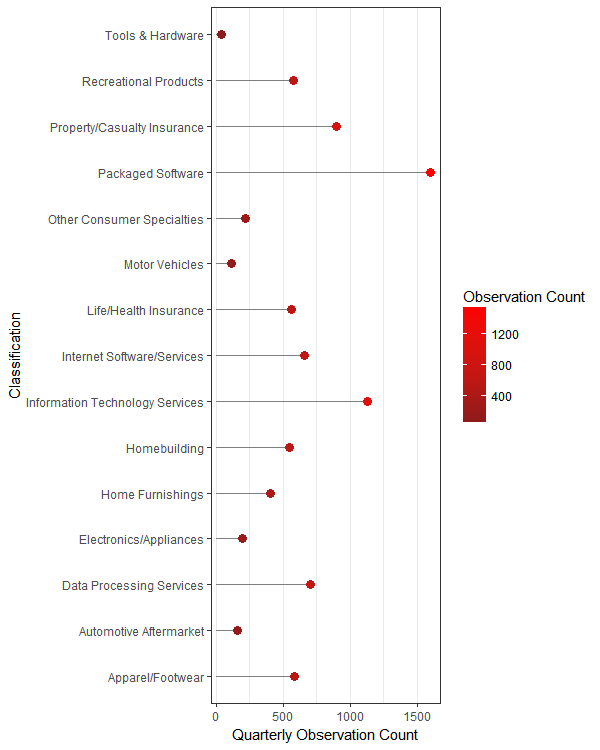 Tools & Hardware
Recreational Products
Property/Casualty Insurance
Packaged Software
Other Consumer Specialties
Motor Vehicles
Life/Health Insurance
Internet Software/Services
Information Technology Services
Homebuilding
Home Furnishings
Electronics/Appliances
Data Processing Services
Automotive Aftermarket
Apparel/Footwear
Classification
0 500 1000 1500
Quarterly Observation Count
Observation Count
1200
800
400